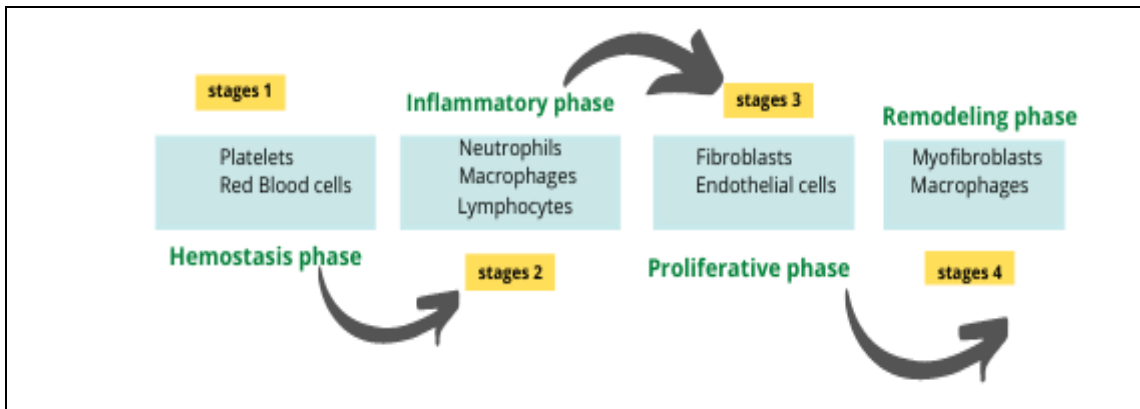 stages 1
Platelets
Red Blood cells
Hemostasis phase
Inflammatory phase
Neutrophils
Macrophages
Lymphocytes
stages 2
stages 3
Fibroblasts
Endothelial cells
Proliferative phase
Remodeling phase
Myofibroblasts
Macrophages
stages 4